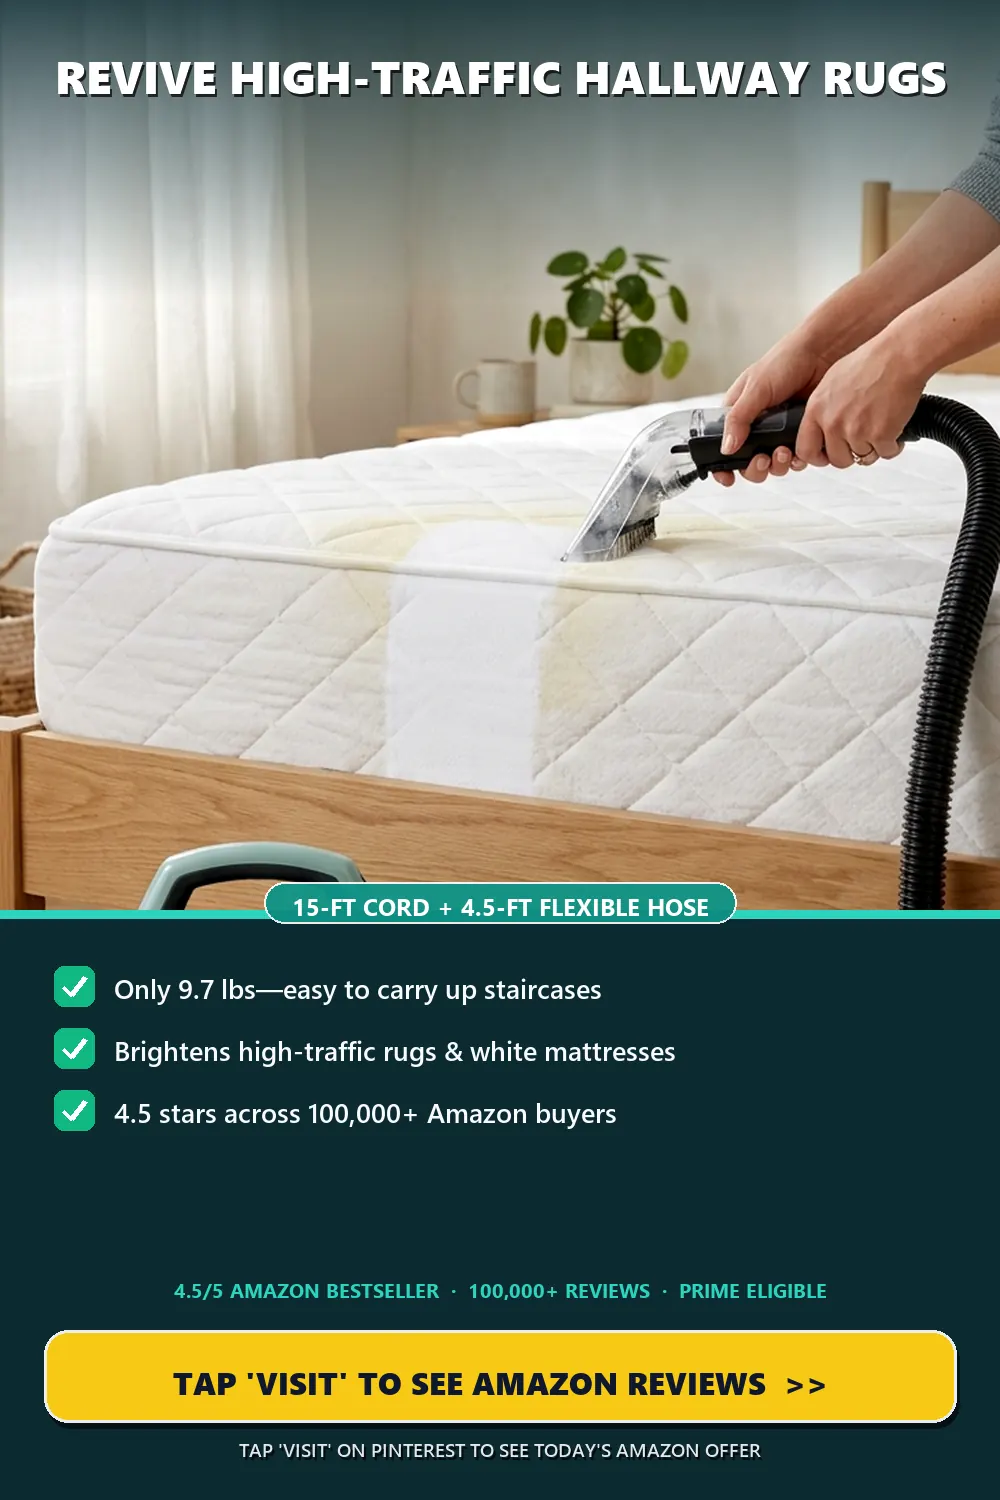 REVIVE HIGH-TRAFFIC HALLWAY RUGS
15-FT CORD + 4.5-FT FLEXIBLE HOSE
Only 9.7 lbs—easy to carry up staircases
Brightens high-traffic rugs & white mattresses
4.5 stars across 100,000+ Amazon buyers
4.5/5 AMAZON BESTSELLER · 100,000+ REVIEWS · PRIME ELIGIBLE
TAP 'VISIT' TO SEE AMAZON REVIEWS >>
TAP 'VISIT' ON PINTEREST TO SEE TODAY'S AMAZON OFFER